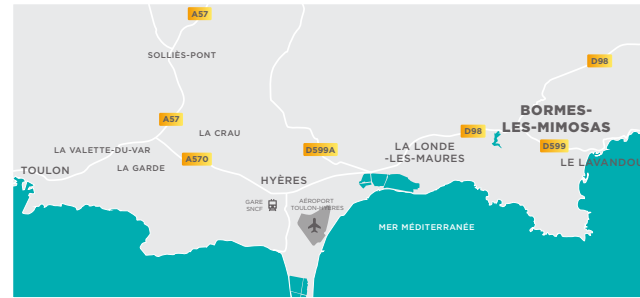 A57
SOLLIÈS-PONT
D98
BORMES-
LES-MIMOSAS
A57
LA CRAU
D98
D599A
LA VALETTE-DU-VAR
LA LONDE
-LES-MAURES
D599
A570
LE LAVANDOU
TOULON
LA GARDE
HYÈRES
GARE
SNCF
AÉROPORT
TOULON-HYÈRES
MER MÉDITERRANÉE